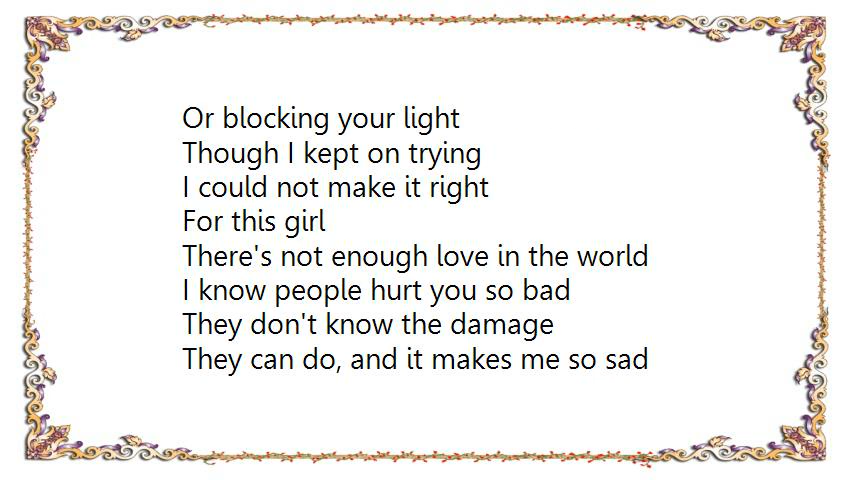 Or blocking your light
Though I kept on trying
I could not make it right
For this girl
There's not enough love in the world
I know people hurt you so bad
They don't know the damage
They can do, and it makes me so sad